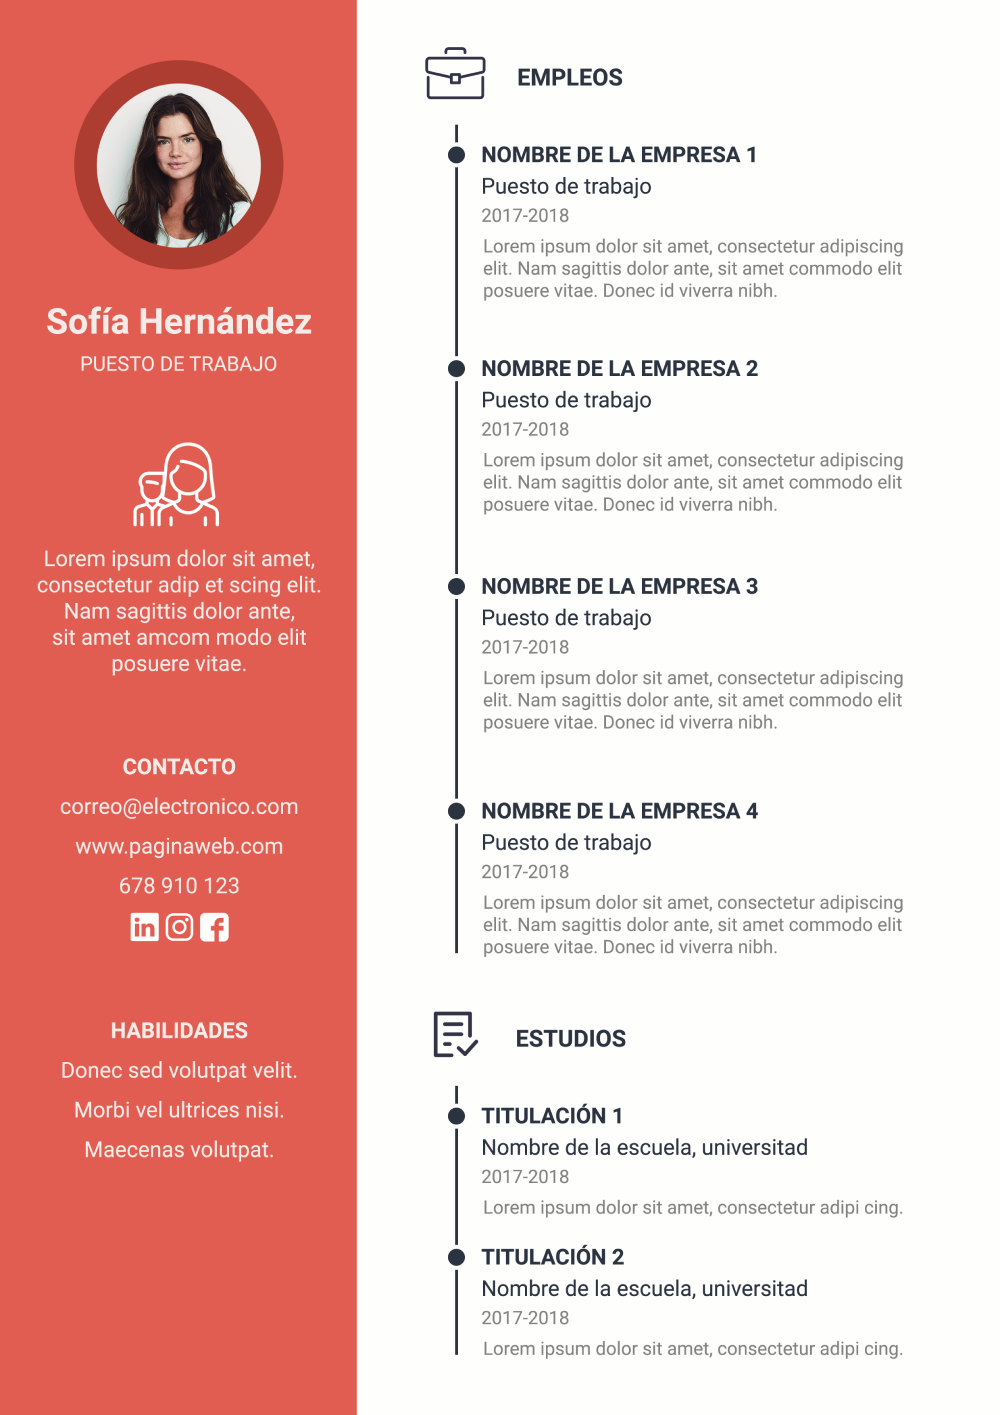 Sofía Hernández
PUESTO DE TRABAJO
Lorem ipsum dolor sit amet,
consectetur adip et scing elit.
Nam sagittis dolor ante,
sit amet amcom modo elit
posuere vitae.
CONTACTO
correo@electronico.com
www.paginaweb.com
678 910 123
in
f
HABILIDADES
Donec sed volutpat velit.
Morbi vel ultrices nisi.
Maecenas volutpat.
EMPLEOS
NOMBRE DE LA EMPRESA 1
Puesto de trabajo
2017-2018
Lorem ipsum dolor sit amet, consectetur adipiscing
elit. Nam sagittis dolor ante, sit amet commodo elit
posuere vitae. Donec id viverra nibh.
NOMBRE DE LA EMPRESA 2
Puesto de trabajo
2017-2018
Lorem ipsum dolor sit amet, consectetur adipiscing
elit. Nam sagittis dolor ante, sit amet commodo elit
posuere vitae. Donec id viverra nibh.
NOMBRE DE LA EMPRESA 3
Puesto de trabajo
2017-2018
Lorem ipsum dolor sit amet, consectetur adipiscing
elit. Nam sagittis dolor ante, sit amet commodo elit
posuere vitae. Donec id viverra nibh.
NOMBRE DE LA EMPRESA 4
Puesto de trabajo
2017-2018
Lorem ipsum dolor sit amet, consectetur adipiscing
elit. Nam sagittis dolor ante, sit amet commodo elit
posuere vitae. Donec id viverra nibh.
ESTUDIOS
TITULACIÓN 1
Nombre de la escuela, universitad
2017-2018
Lorem ipsum dolor sit amet, consectetur adipi cing.
TITULACIÓN 2
Nombre de la escuela, universitad
2017-2018
Lorem ipsum dolor sit amet, consectetur adipi cing.